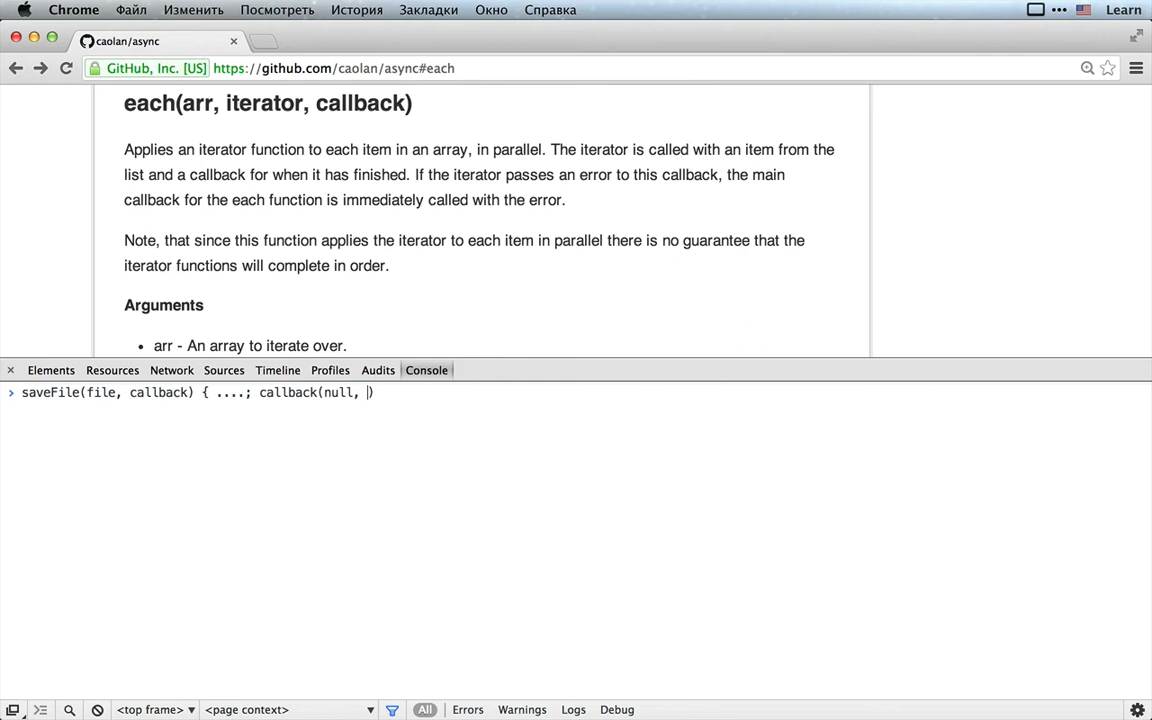 Chrome Файл Изменить Посмотреть История Закладки Окно Справка Learn
caolan/async
GitHub, Inc. [US] https://github.com/caolan/async#each
each(arr, iterator, callback)
Applies an iterator function to each item in an array, in parallel. The iterator is called with an item from the
list and a callback for when it has finished. If the iterator passes an error to this callback, the main
callback for the each function is immediately called with the error.
Note, that since this function applies the iterator to each item in parallel there is no guarantee that the
iterator functions will complete in order.
Arguments
• arr - An array to iterate over.
Elements Resources Network Sources Timeline Profiles Audits Console
saveFile(file, callback) { ....; callback(null, )
<top frame> <page context> All Errors Warnings Logs Debug